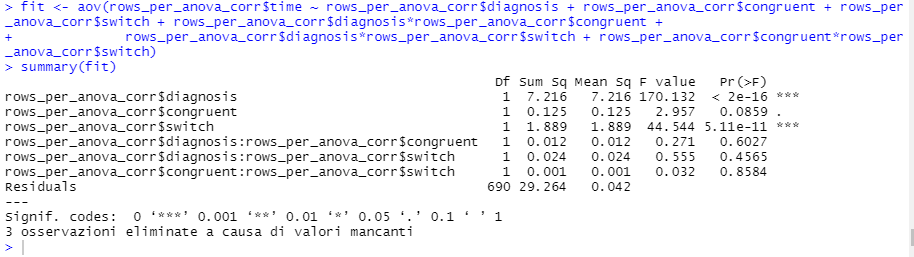 > fit <- aov(rows_per_anova_corr$time ~ rows_per_anova_corr$diagnosis + rows_per_anova_corr$congruent + rows_per
_anova_corr$switch + rows_per_anova_corr$diagnosis*rows_per_anova_corr$congruent +
+            rows_per_anova_corr$diagnosis*rows_per_anova_corr$switch + rows_per_anova_corr$congruent*rows_per
_anova_corr$switch)
> summary(fit)
Df Sum Sq Mean Sq F value Pr(>F)
rows_per_anova_corr$diagnosis 1 7.216 7.216 170.132 < 2e-16 ***
rows_per_anova_corr$congruent 1 0.125 0.125 2.957 0.0859 .
rows_per_anova_corr$switch 1 1.889 1.889 44.544 5.11e-11 ***
rows_per_anova_corr$diagnosis:rows_per_anova_corr$congruent 1 0.012 0.012 0.271 0.6027
rows_per_anova_corr$diagnosis:rows_per_anova_corr$switch 1 0.024 0.024 0.555 0.4565
rows_per_anova_corr$congruent:rows_per_anova_corr$switch 1 0.001 0.001 0.032 0.8584
Residuals 690 29.264 0.042
---
Signif. codes: 0 ‘***’ 0.001 ‘**’ 0.01 ‘*’ 0.05 ‘.’ 0.1 ‘ ’ 1
3 osservazioni eliminate a causa di valori mancanti
>